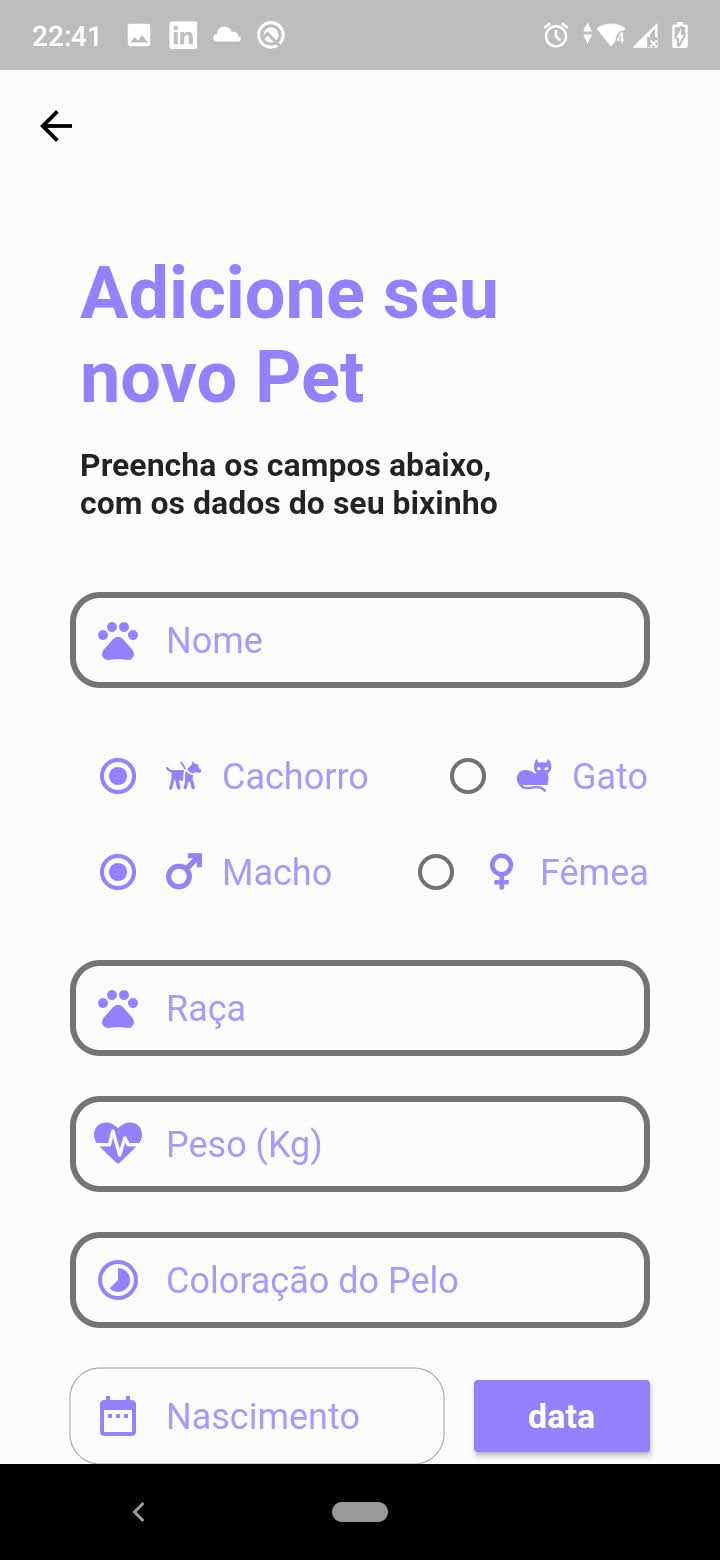 22:41
Adicione seu
novo Pet
Preencha os campos abaixo,
com os dados do seu bixinho
Nome
Cachorro Gato
Macho Fêmea
Raça
Peso (Kg)
Coloração do Pelo
Nascimento data